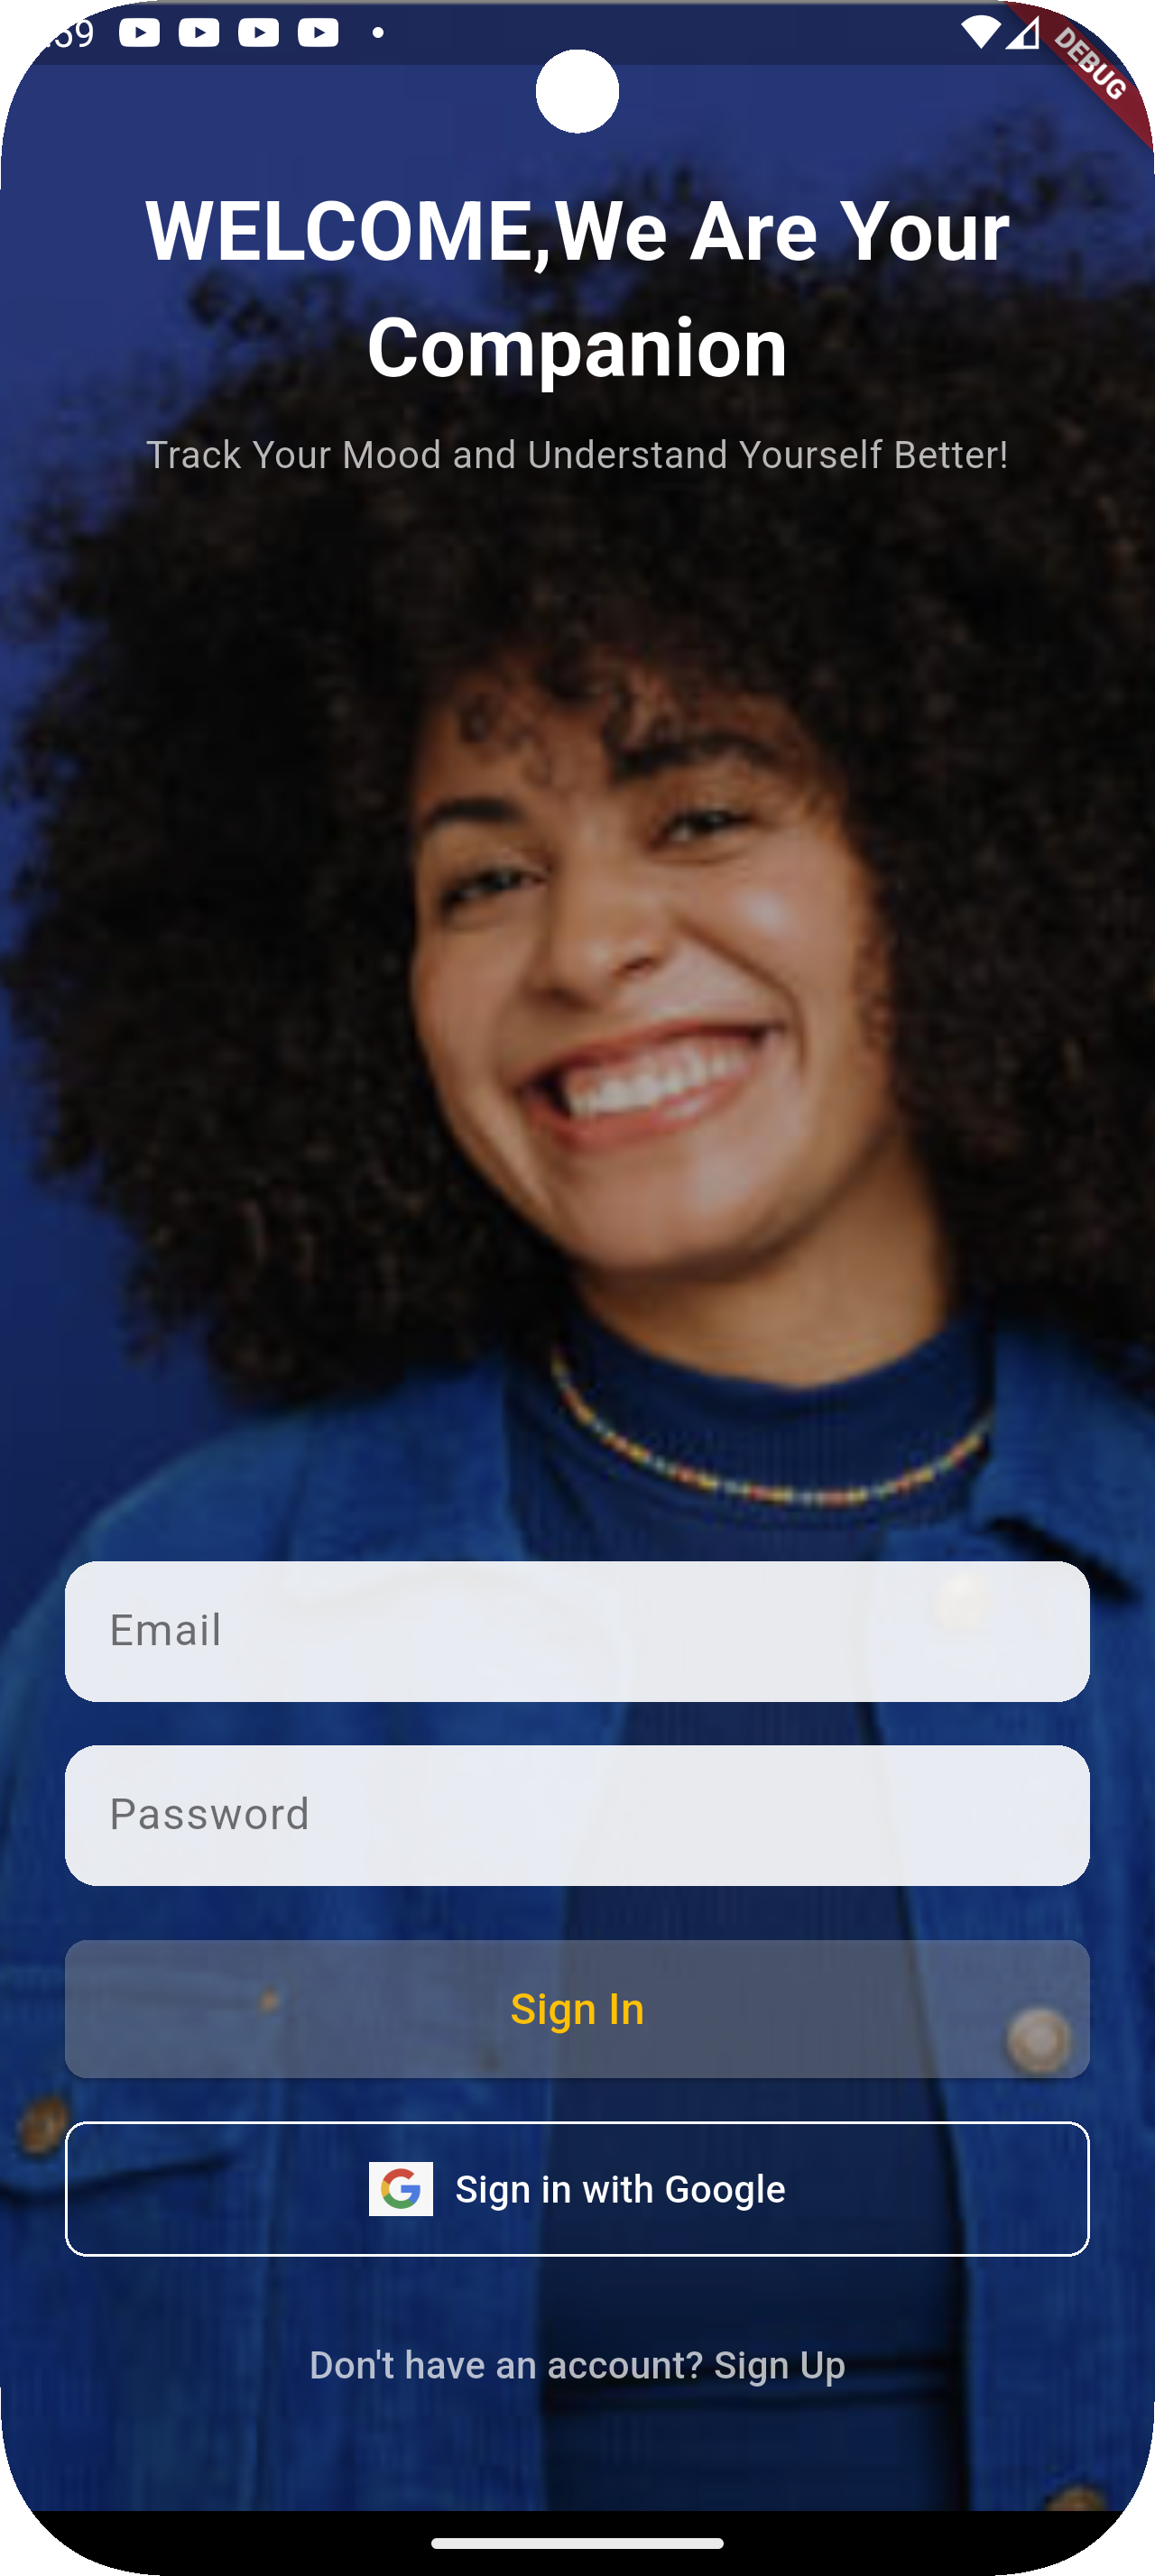 :59
DEBUG
WELCOME,We Are Your
Companion
Track Your Mood and Understand Yourself Better!
Email
Password
Sign In
G Sign in with Google
Don't have an account? Sign Up